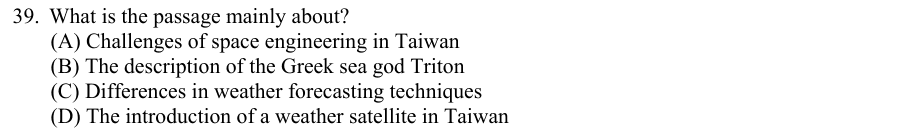 39. What is the passage mainly about?
(A) Challenges of space engineering in Taiwan
(B) The description of the Greek sea god Triton
(C) Differences in weather forecasting techniques
(D) The introduction of a weather satellite in Taiwan